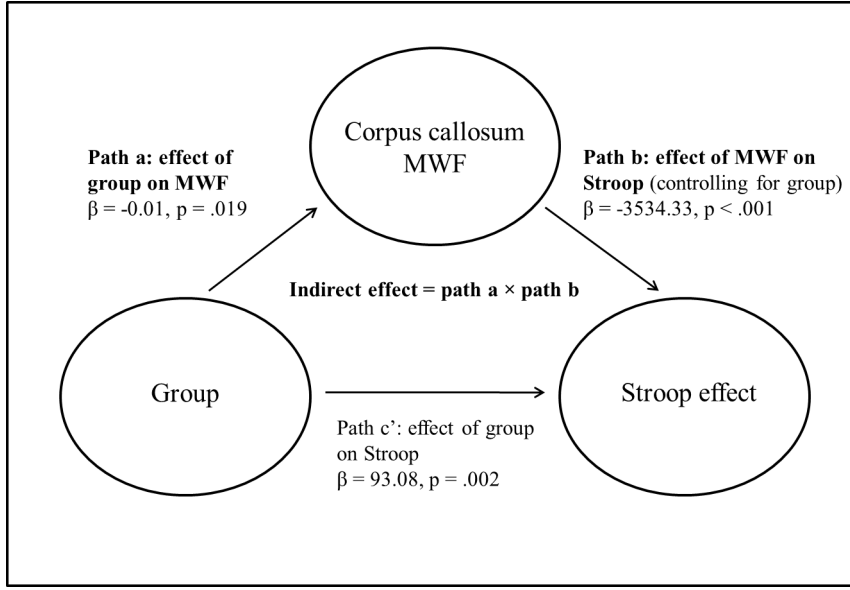 Corpus callosum
MWF
Path a: effect of
group on MWF
β = -0.01, p = .019
Path b: effect of MWF on
Stroop (controlling for group)
β = -3534.33, p < .001
Indirect effect = path a × path b
Group
Stroop effect
Path c’: effect of group
on Stroop
β = 93.08, p = .002